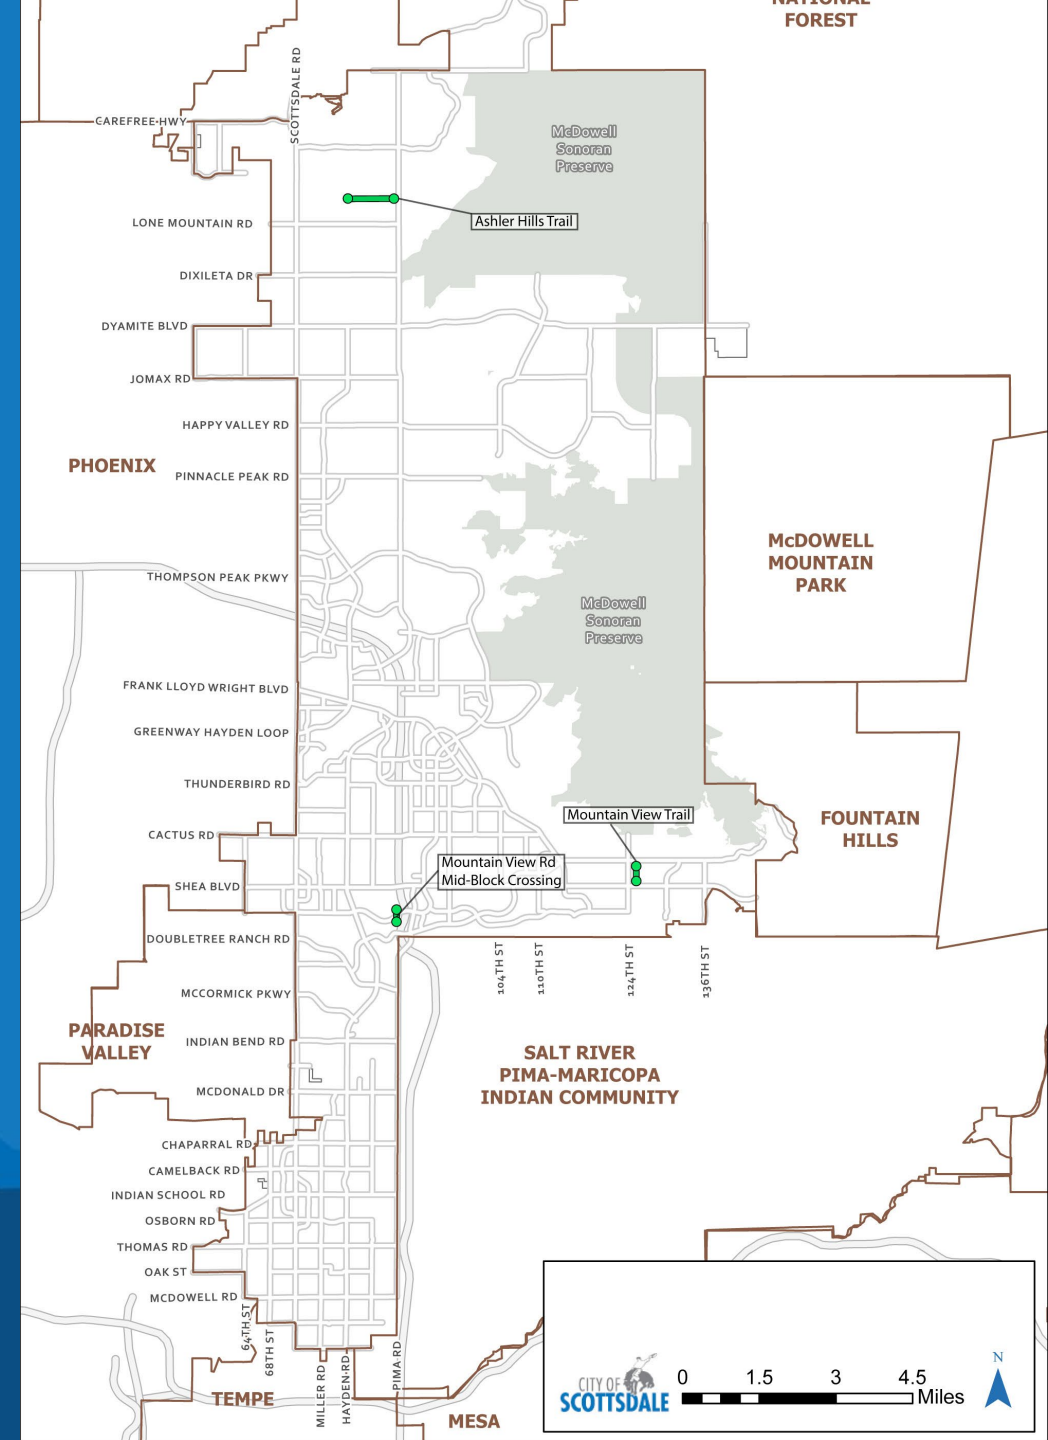 NATIONAL
FOREST
SCOTTSDALE RD
CAREFREE HWY
McDowell
Sonoran
Preserve
LONE MOUNTAIN RD
Ashler Hills Trail
DIXILETA DR
DYAMITE BLVD
JOMAX RD
HAPPY VALLEY RD
PHOENIX
PINNACLE PEAK RD
McDOWELL
MOUNTAIN
PARK
THOMPSON PEAK PKWY
McDowell
Sonoran
Preserve
FRANK LLOYD WRIGHT BLVD
GREENWAY HAYDEN LOOP
THUNDERBIRD RD
Mountain View Trail
FOUNTAIN
HILLS
CACTUS RD
Mountain View Rd
Mid-Block Crossing
SHEA BLVD
DOUBLETREE RANCH RD
104TH ST
110TH ST
124TH ST
136TH ST
MCCORMICK PKWY
PARADISE
VALLEY
INDIAN BEND RD
SALT RIVER
PIMA-MARICOPA
INDIAN COMMUNITY
MCDONALD DR
CHAPARRAL RD
CAMELBACK RD
INDIAN SCHOOL RD
OSBORN RD
THOMAS RD
OAK ST
MCDOWELL RD
64TH ST
68TH ST
MILLER RD
HAYDEN RD
PIMA RD
TEMPE
MESA
CITY OF
SCOTTSDALE
0 1.5 3 4.5
Miles
N